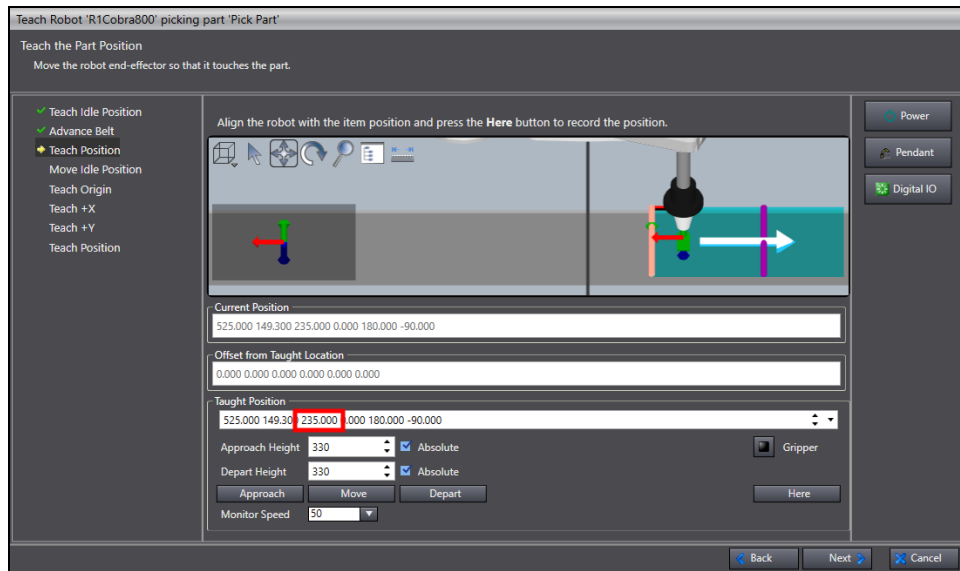 Teach Robot 'R1Cobra800' picking part 'Pick Part'
Teach the Part Position
Move the robot end-effector so that it touches the part.
Teach Idle Position
Advance Belt
Teach Position
Move Idle Position
Teach Origin
Teach +X
Teach +Y
Teach Position
Align the robot with the item position and press the Here button to record the position.
Current Position
525.000 149.300 235.000 0.000 180.000 -90.000
Offset from Taught Location
0.000 0.000 0.000 0.000 0.000 0.000
Taught Position
525.000 149.300 235.000 0.000 180.000 -90.000
Approach Height 330 Absolute Gripper
Depart Height 330 Absolute
Approach Move Depart Here
Monitor Speed 50
Power
Pendant
Digital IO
Back Next Cancel